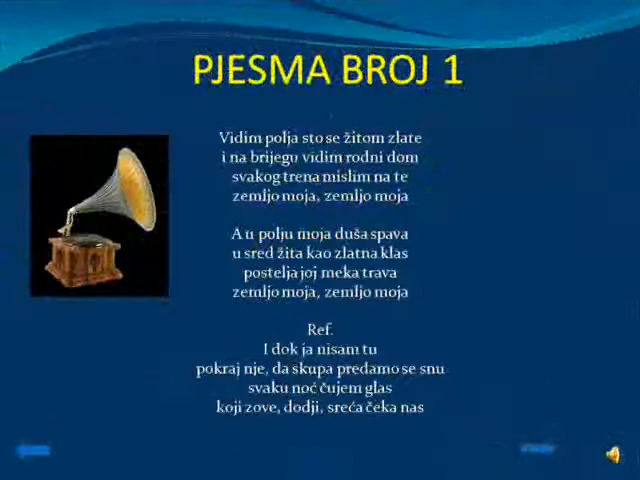 PJESMA BROJ 1
Vidim polja sto se žitom zlate
i na brijegu vidim rodni dom
svakog trena mislim na te
zemljo moja, zemljo moja
A u polju moja duša spava
u sred žita kao zlatna klas
postelja joj meka trava
zemljo moja, zemljo moja
Ref.
I dok ja nisam tu
pokraj nje, da skupa predamo se snu
svaku noć čujem glas
koji zove, dodji, sreća čeka nas